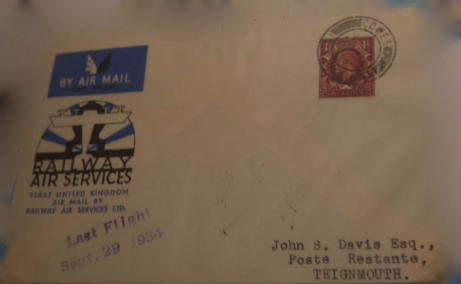 BY AIR MAIL
RAILWAY
AIR SERVICES
FIRST UNITED KINGDOM
AIR MAIL BY
RAILWAY AIR SERVICES LTD.
Last Flight
Sept. 29 1934
John S. Davis Esq.,
Poste Restante,
TEIGNMOUTH.